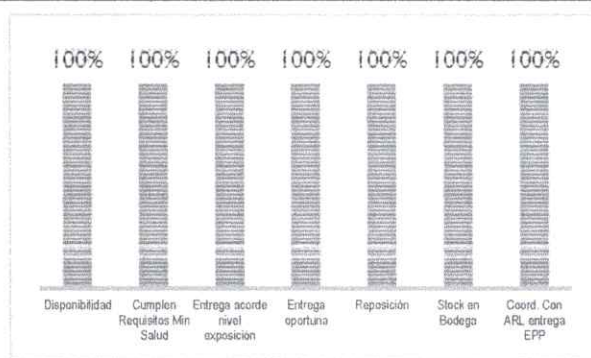 100% 100% 100% 100% 100% 100% 100%
Disponibilidad
Cumplen
Requisitos Min
Salud
Entrega acorde
nivel
exposición
Entrega
oportuna
Reposición
Stock en
Bodega
Coord. Con
ARL entrega
EPP